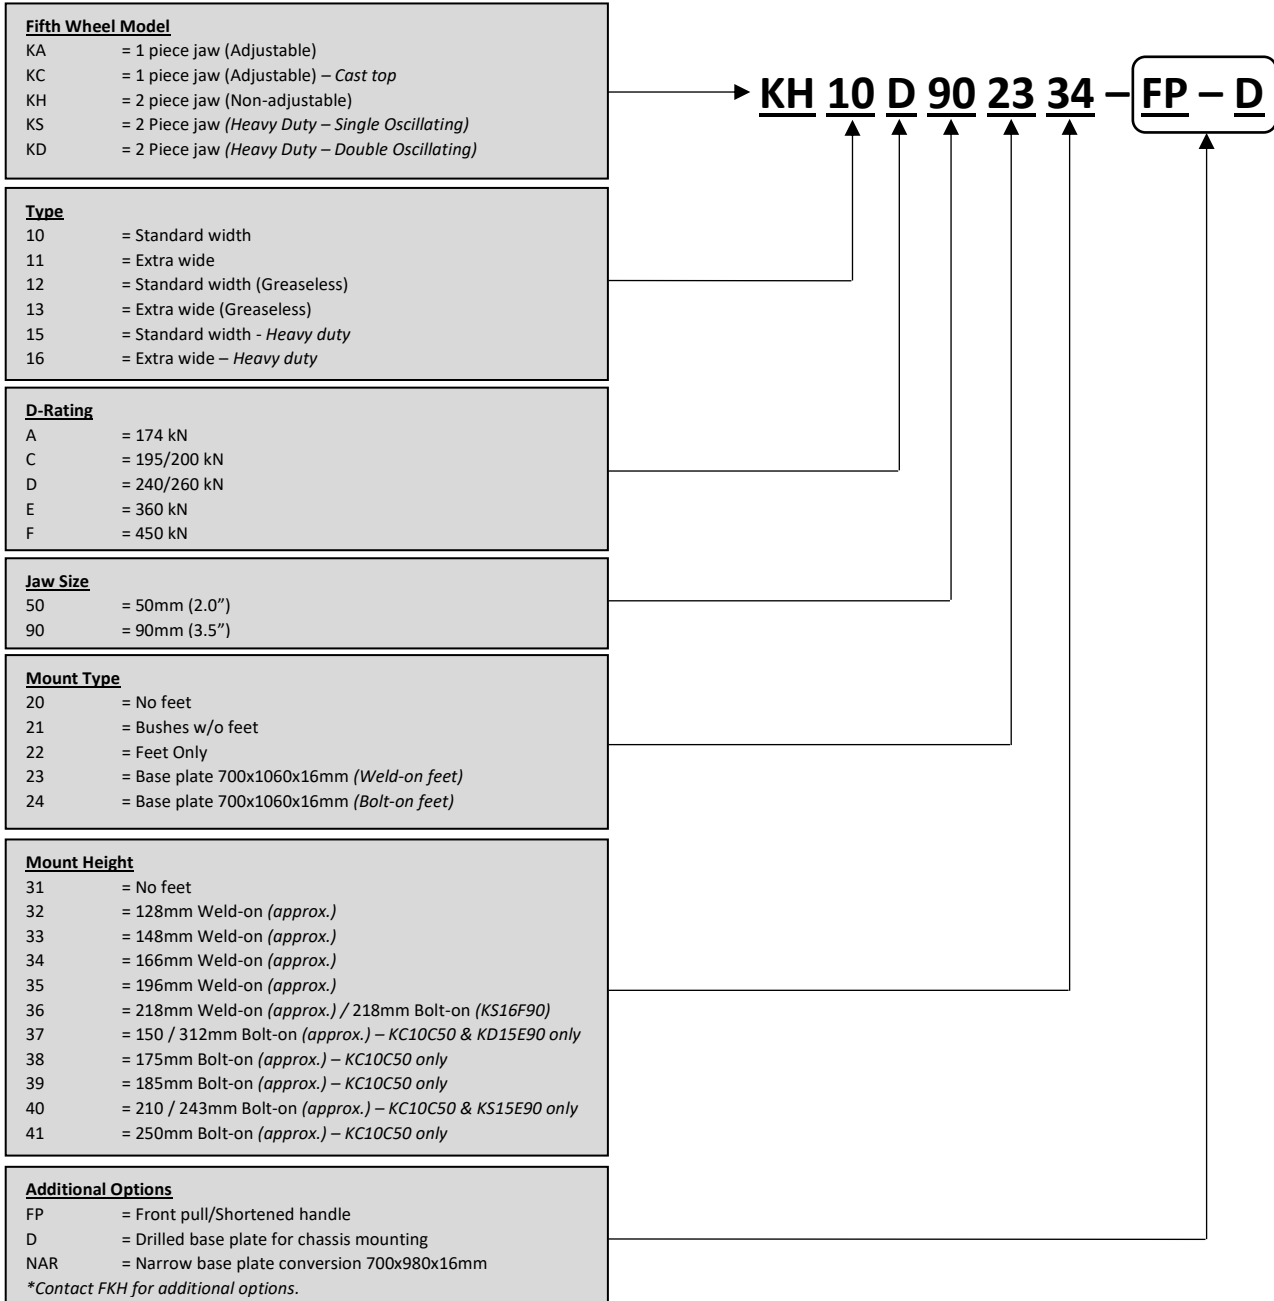 Fifth Wheel Model
KA = 1 piece jaw (Adjustable)
KC = 1 piece jaw (Adjustable) – Cast top
KH = 2 piece jaw (Non-adjustable)
KS = 2 Piece jaw (Heavy Duty – Single Oscillating)
KD = 2 Piece jaw (Heavy Duty – Double Oscillating)
KH 10 D 90 23 34 – FP – D
Type
10 = Standard width
11 = Extra wide
12 = Standard width (Greaseless)
13 = Extra wide (Greaseless)
15 = Standard width - Heavy duty
16 = Extra wide – Heavy duty
D-Rating
A = 174 kN
C = 195/200 kN
D = 240/260 kN
E = 360 kN
F = 450 kN
Jaw Size
50 = 50mm (2.0”)
90 = 90mm (3.5”)
Mount Type
20 = No feet
21 = Bushes w/o feet
22 = Feet Only
23 = Base plate 700x1060x16mm (Weld-on feet)
24 = Base plate 700x1060x16mm (Bolt-on feet)
Mount Height
31 = No feet
32 = 128mm Weld-on (approx.)
33 = 148mm Weld-on (approx.)
34 = 166mm Weld-on (approx.)
35 = 196mm Weld-on (approx.)
36 = 218mm Weld-on (approx.) / 218mm Bolt-on (KS16F90)
37 = 150 / 312mm Bolt-on (approx.) – KC10C50 & KD15E90 only
38 = 175mm Bolt-on (approx.) – KC10C50 only
39 = 185mm Bolt-on (approx.) – KC10C50 only
40 = 210 / 243mm Bolt-on (approx.) – KC10C50 & KS15E90 only
41 = 250mm Bolt-on (approx.) – KC10C50 only
Additional Options
FP = Front pull/Shortened handle
D = Drilled base plate for chassis mounting
NAR = Narrow base plate conversion 700x980x16mm
*Contact FKH for additional options.